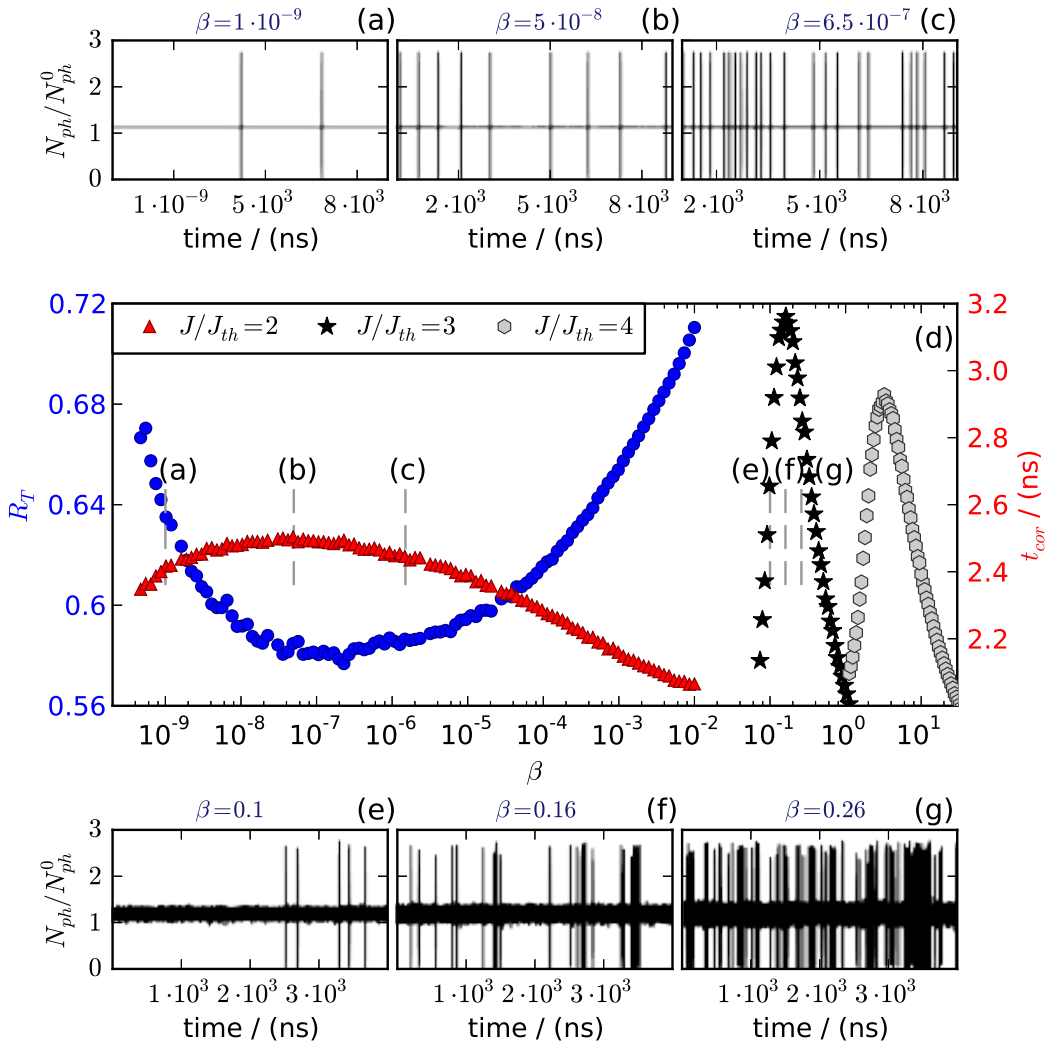 β=1·10⁻⁹ (a) β=5·10⁻⁸ (b) β=6.5·10⁻⁷ (c)
N_ph/N⁰_ph
3
2
1
0
1·10⁻⁹ 5·10³ 8·10³ 2·10³ 5·10³ 8·10³ 2·10³ 5·10³ 8·10³
time / (ns) time / (ns) time / (ns)
J/J_th=2 J/J_th=3 J/J_th=4
(d)
R_T
0.72
0.68
0.64
0.6
0.56
(a) (b) (c) (e) (f) (g)
3.2
3.0
2.8
2.6
2.4
2.2
t_cor / (ns)
10⁻⁹ 10⁻⁸ 10⁻⁷ 10⁻⁶ 10⁻⁵ 10⁻⁴ 10⁻³ 10⁻² 10⁻¹ 10⁰ 10¹
β
β=0.1 (e) β=0.16 (f) β=0.26 (g)
N_ph/N⁰_ph
3
2
1
0
1·10³ 2·10³ 3·10³ 1·10³ 2·10³ 3·10³ 1·10³ 2·10³ 3·10³
time / (ns) time / (ns) time / (ns)